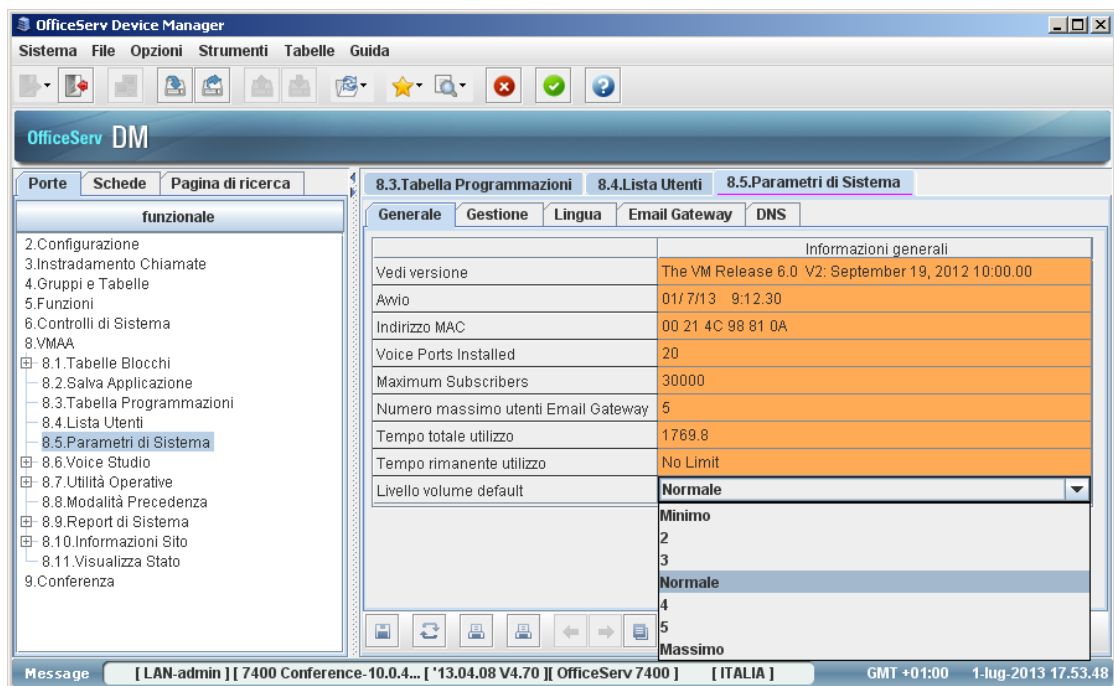 OfficeServ Device Manager
Sistema File Opzioni Strumenti Tabelle Guida
OfficeServ DM
Porte Schede Pagina di ricerca
funzionale
2.Configurazione
3.Instradamento Chiamate
4.Gruppi e Tabelle
5.Funzioni
6.Controlli di Sistema
8.VMAA
8.1.Tabelle Blocchi
8.2.Salva Applicazione
8.3.Tabella Programmazioni
8.4.Lista Utenti
8.5.Parametri di Sistema
8.6.Voice Studio
8.7.Utilità Operative
8.8.Modalità Precedenza
8.9.Report di Sistema
8.10.Informazioni Sito
8.11.Visualizza Stato
9.Conferenza
8.3.Tabella Programmazioni 8.4.Lista Utenti 8.5.Parametri di Sistema
Generale Gestione Lingua Email Gateway DNS
Informazioni generali
Vedi versione The VM Release 6.0 V2: September 19, 2012 10:00.00
Avvio 01/ 7/13 9:12.30
Indirizzo MAC 00 21 4C 98 81 0A
Voice Ports Installed 20
Maximum Subscribers 30000
Numero massimo utenti Email Gateway 5
Tempo totale utilizzo 1769.8
Tempo rimanente utilizzo No Limit
Livello volume default Normale
Minimo
2
3
Normale
4
5
Massimo
Message [ LAN-admin ] [ 7400 Conference-10.0.4... [ '13.04.08 V4.70 ][ OfficeServ 7400 ] [ ITALIA ] GMT +01:00 1-lug-2013 17.53.48